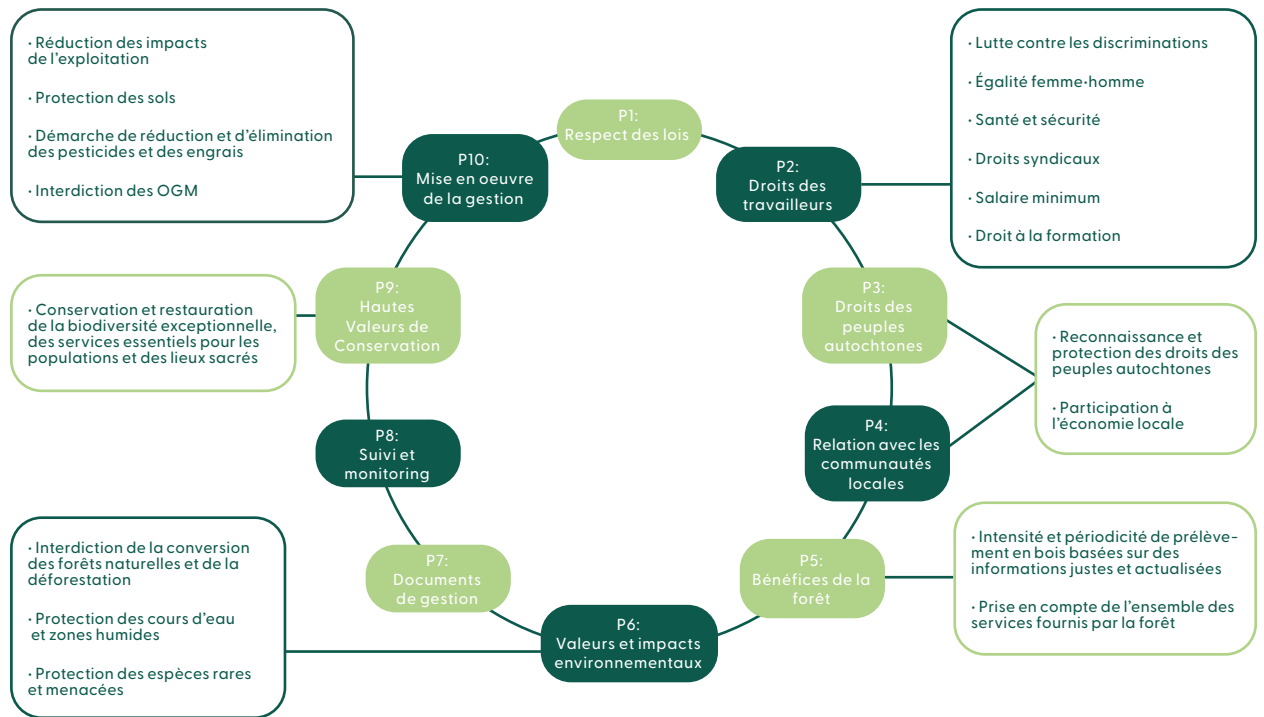 · Réduction des impacts
de l'exploitation
· Protection des sols
· Démarche de réduction et d'élimination
des pesticides et des engrais
· Interdiction des OGM
P1:
Respect des lois
· Lutte contre les discriminations
· Égalité femme·homme
· Santé et sécurité
· Droits syndicaux
· Salaire minimum
· Droit à la formation
P10:
Mise en oeuvre
de la gestion
P2:
Droits des
travailleurs
· Conservation et restauration
de la biodiversité exceptionnelle,
des services essentiels pour les
populations et des lieux sacrés
P9:
Hautes
Valeurs de
Conservation
P3:
Droits des
peuples
autochtones
· Reconnaissance et
protection des droits des
peuples autochtones
· Participation à
l'économie locale
P8:
Suivi et
monitoring
P4:
Relation avec les
communautés
locales
· Interdiction de la conversion
des forêts naturelles et de la
déforestation
· Protection des cours d'eau
et zones humides
· Protection des espèces rares
et menacées
P7:
Documents
de gestion
P5:
Bénéfices de la
forêt
· Intensité et périodicité de prélève-
ment en bois basées sur des
informations justes et actualisées
· Prise en compte de l'ensemble des
services fournis par la forêt
P6:
Valeurs et impacts
environnementaux